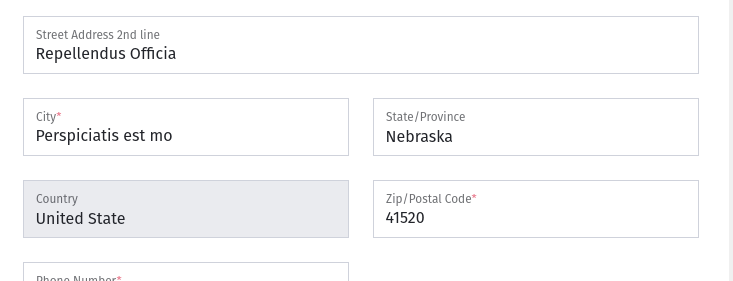 Street Address 2nd line
Repellendus Officia
City*
Perspiciatis est mo
State/Province
Nebraska
Country
United State
Zip/Postal Code*
41520
Phone Number*